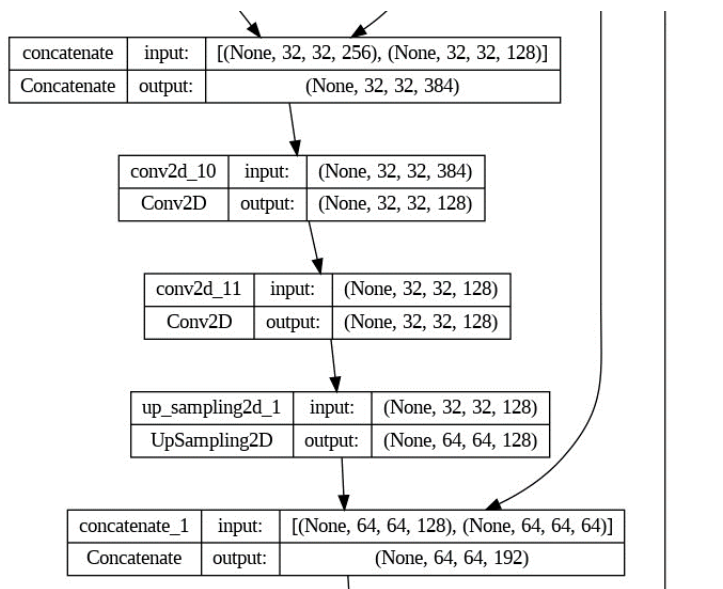 concatenate input: [(None, 32, 32, 256), (None, 32, 32, 128)]
Concatenate output: (None, 32, 32, 384)
conv2d_10 input: (None, 32, 32, 384)
Conv2D output: (None, 32, 32, 128)
conv2d_11 input: (None, 32, 32, 128)
Conv2D output: (None, 32, 32, 128)
up_sampling2d_1 input: (None, 32, 32, 128)
UpSampling2D output: (None, 64, 64, 128)
concatenate_1 input: [(None, 64, 64, 128), (None, 64, 64, 64)]
Concatenate output: (None, 64, 64, 192)